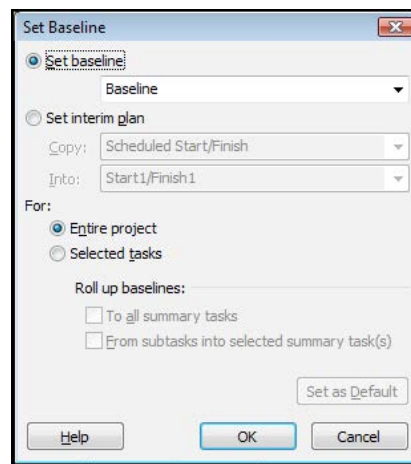 Set Baseline
Set baseline
Baseline
Set interim plan
Copy: Scheduled Start/Finish
Into: Start1/Finish1
For:
Entire project
Selected tasks
Roll up baselines:
To all summary tasks
From subtasks into selected summary task(s)
Set as Default
Help OK Cancel